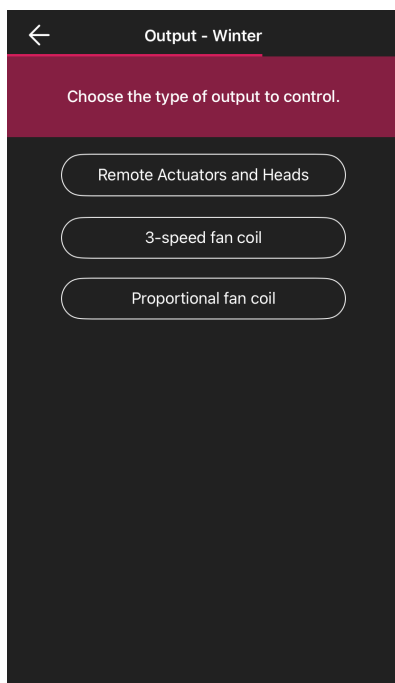 Output - Winter
Choose the type of output to control.
Remote Actuators and Heads
3-speed fan coil
Proportional fan coil